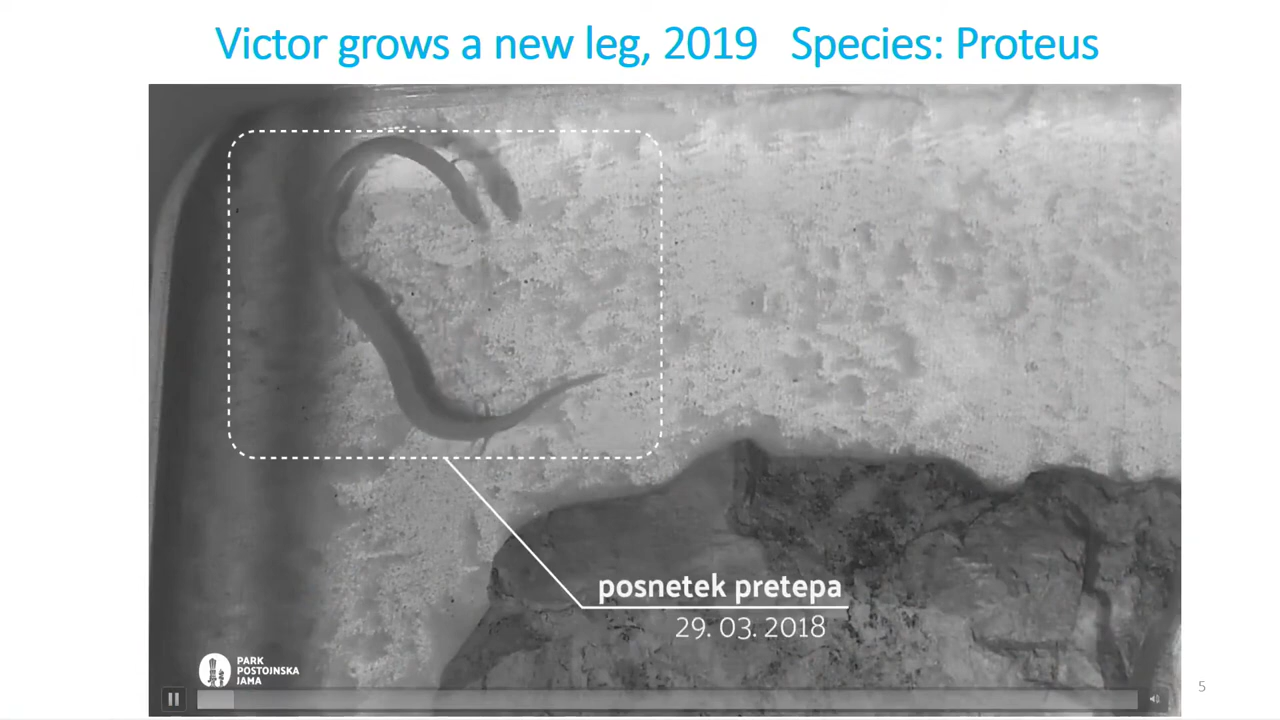 Victor grows a new leg, 2019 Species: Proteus
posnetek pretepa
29. 03. 2018
PARK
POSTOJNSKA
JAMA
5